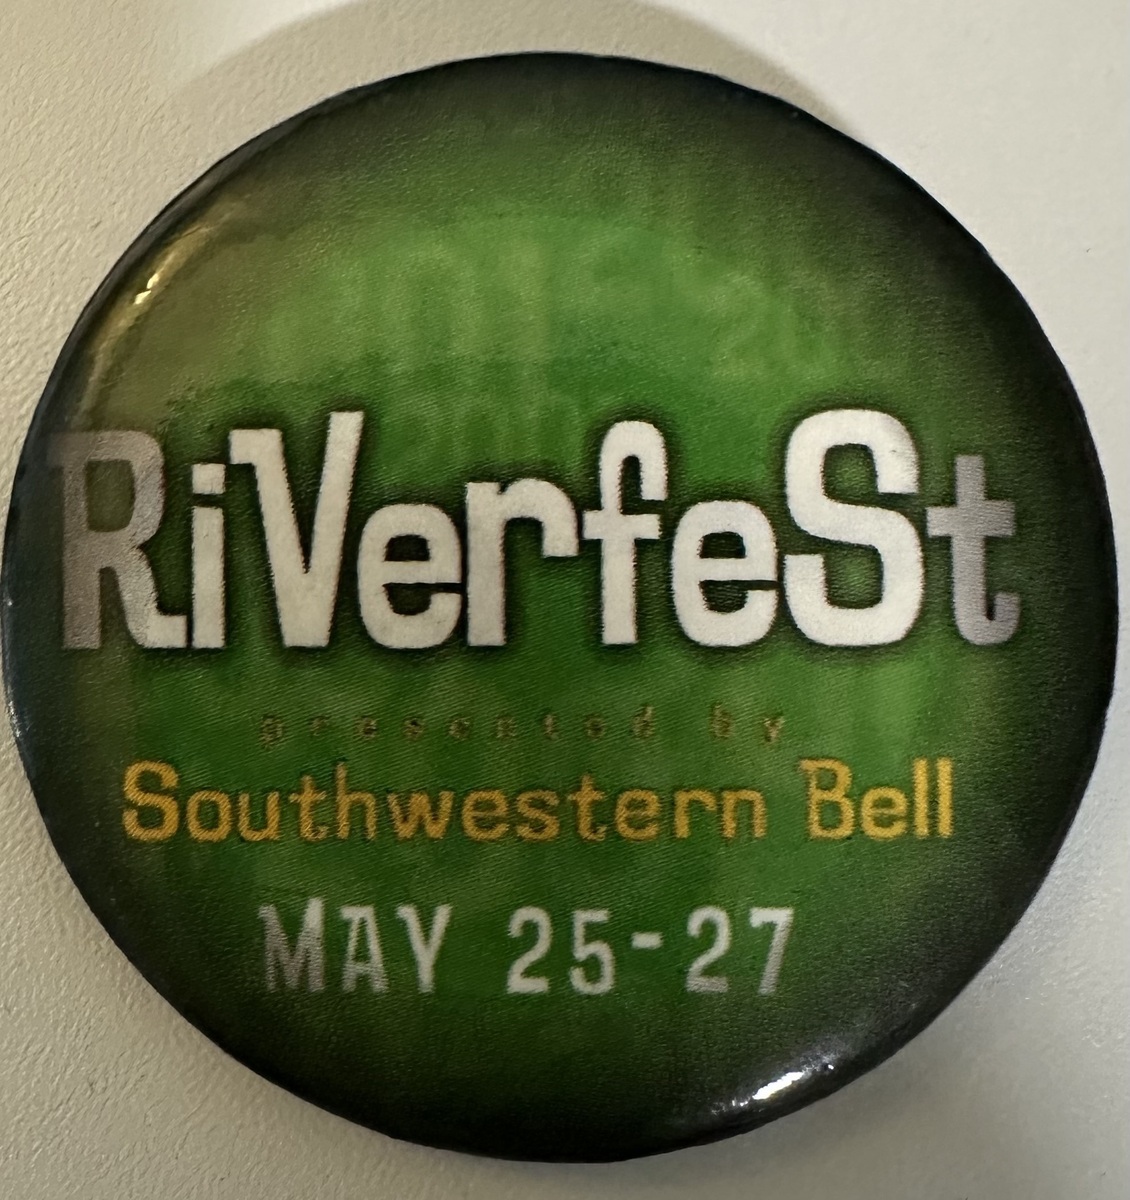 RiVerfeSt
presented by
Southwestern Bell
MAY 25-27